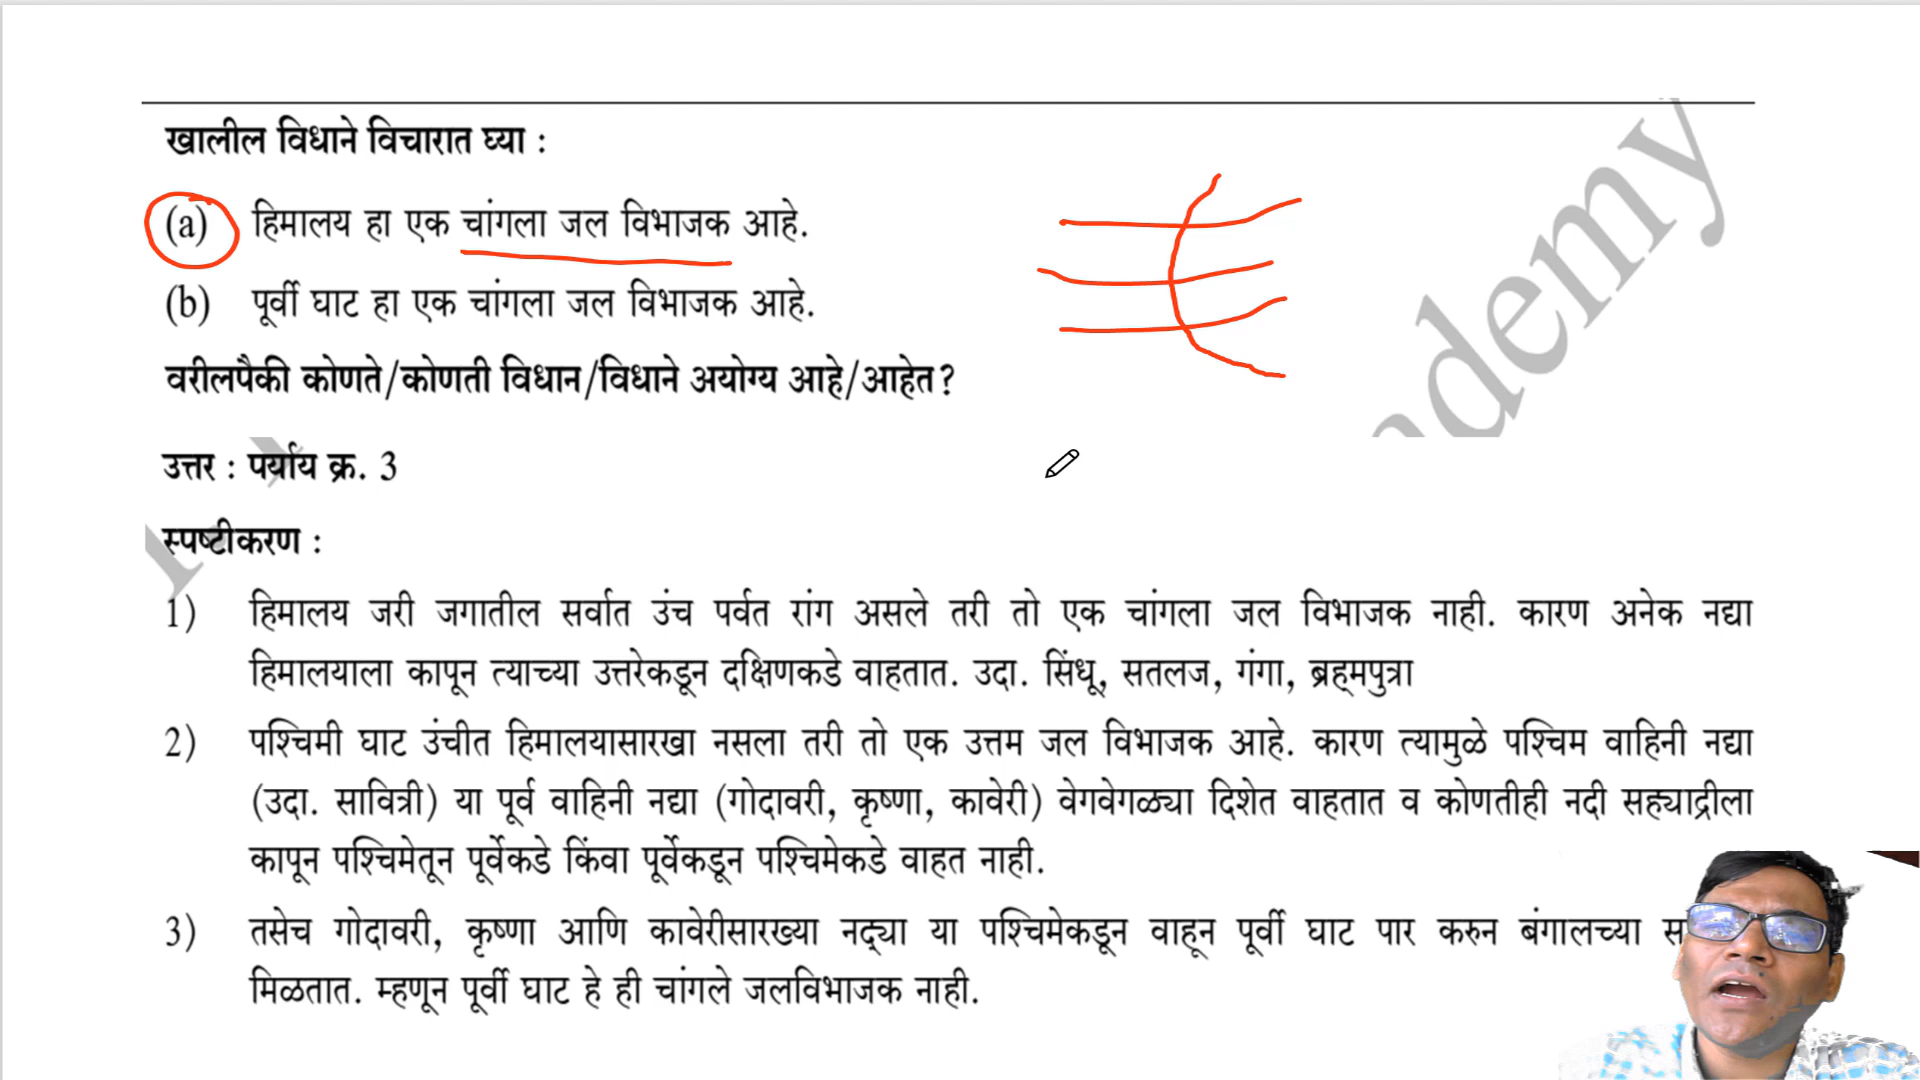 खालील विधाने विचारात घ्या :
(a) हिमालय हा एक चांगला जल विभाजक आहे.
(b) पूर्वी घाट हा एक चांगला जल विभाजक आहे.
वरीलपैकी कोणते/कोणती विधान/विधाने अयोग्य आहे/आहेत?
उत्तर : पर्याय क्र. 3
स्पष्टीकरण :
1) हिमालय जरी जगातील सर्वात उंच पर्वत रांग असले तरी तो एक चांगला जल विभाजक नाही. कारण अनेक नद्या
हिमालयाला कापून त्याच्या उत्तरेकडून दक्षिणकडे वाहतात. उदा. सिंधू, सतलज, गंगा, ब्रह्मपुत्रा
2) पश्चिमी घाट उंचीत हिमालयासारखा नसला तरी तो एक उत्तम जल विभाजक आहे. कारण त्यामुळे पश्चिम वाहिनी नद्या
(उदा. सावित्री) या पूर्व वाहिनी नद्या (गोदावरी, कृष्णा, कावेरी) वेगवेगळ्या दिशेत वाहतात व कोणतीही नदी सह्याद्रीला
कापून पश्चिमेतून पूर्वेकडे किंवा पूर्वेकडून पश्चिमेकडे वाहत नाही.
3) तसेच गोदावरी, कृष्णा आणि कावेरीसारख्या नद्‌या या पश्चिमेकडून वाहून पूर्वी घाट पार करुन बंगालच्या
मिळतात. म्हणून पूर्वी घाट हे ही चांगले जलविभाजक नाही.